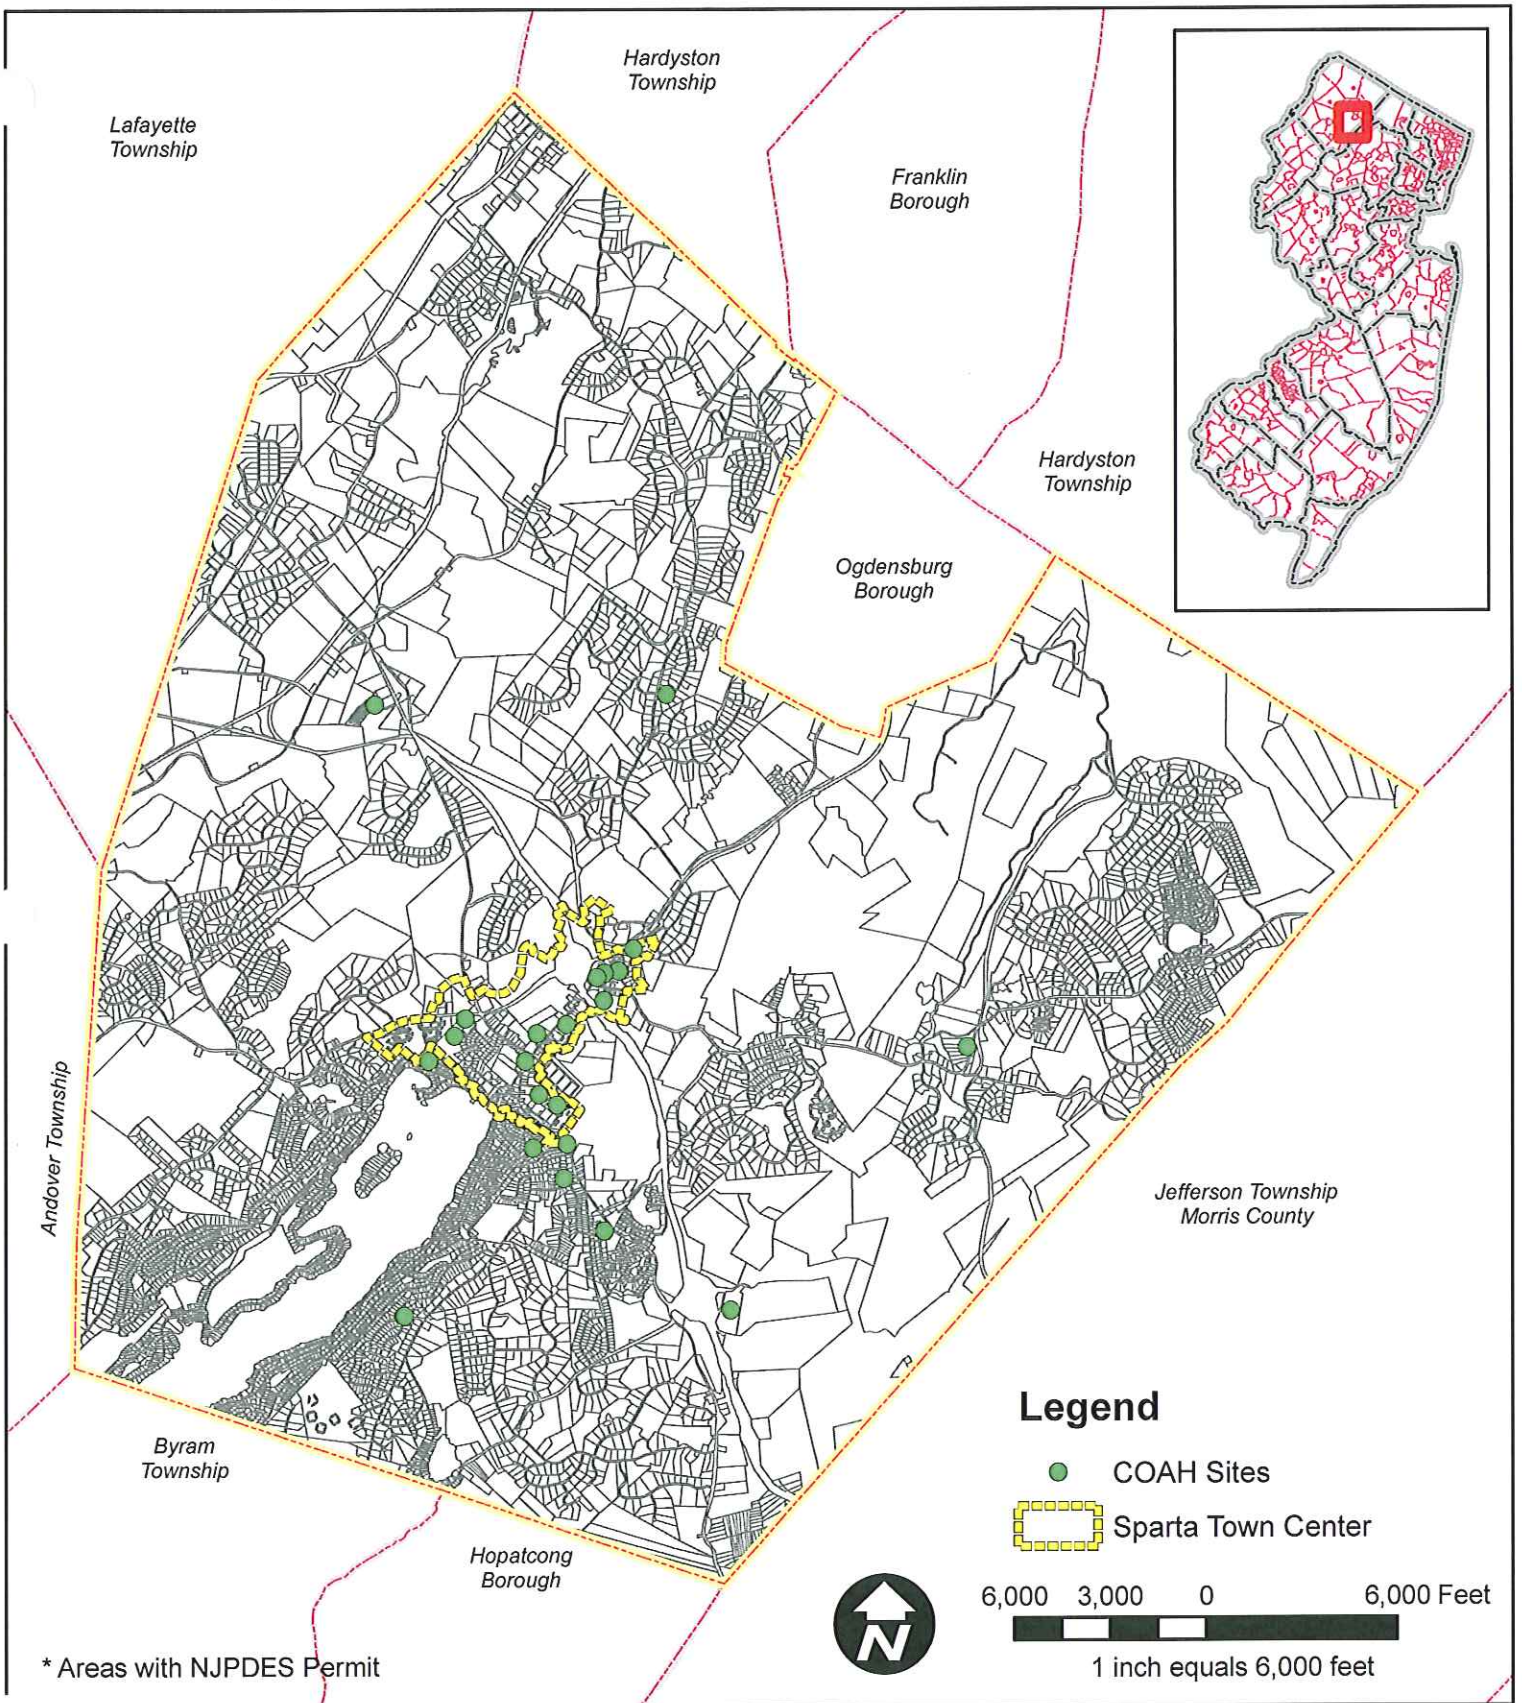 Hardyston
Township
Lafayette
Township
Franklin
Borough
Hardyston
Township
Ogdensburg
Borough
Andover Township
Jefferson Township
Morris County
Legend
COAH Sites
Sparta Town Center
Byram
Township
Hopatcong
Borough
N
6,000 3,000 0 6,000 Feet
1 inch equals 6,000 feet
* Areas with NJPDES Permit